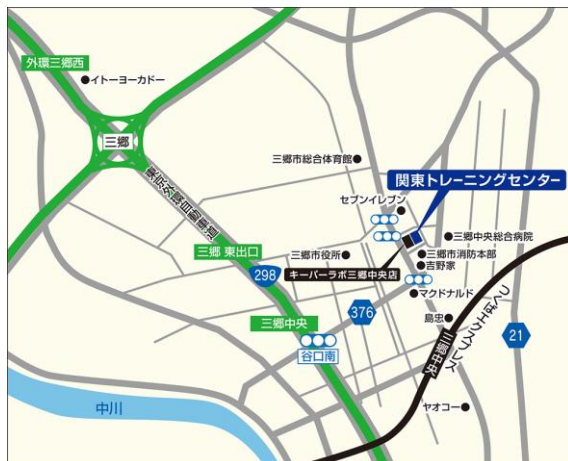 外環三郷西
イトーヨーカドー
三郷
東京外環自動車道
三郷市総合体育館
関東トレーニングセンター
セブンイレブン
三郷中央総合病院
三郷 東出口
三郷市役所
三郷市消防本部
キーパーラボ三郷中央店
吉野家
298
マクドナルド
376
三郷中央
島忠
つくばエクスプレス
21
谷口南
三郷中央
中川
ヤオコー